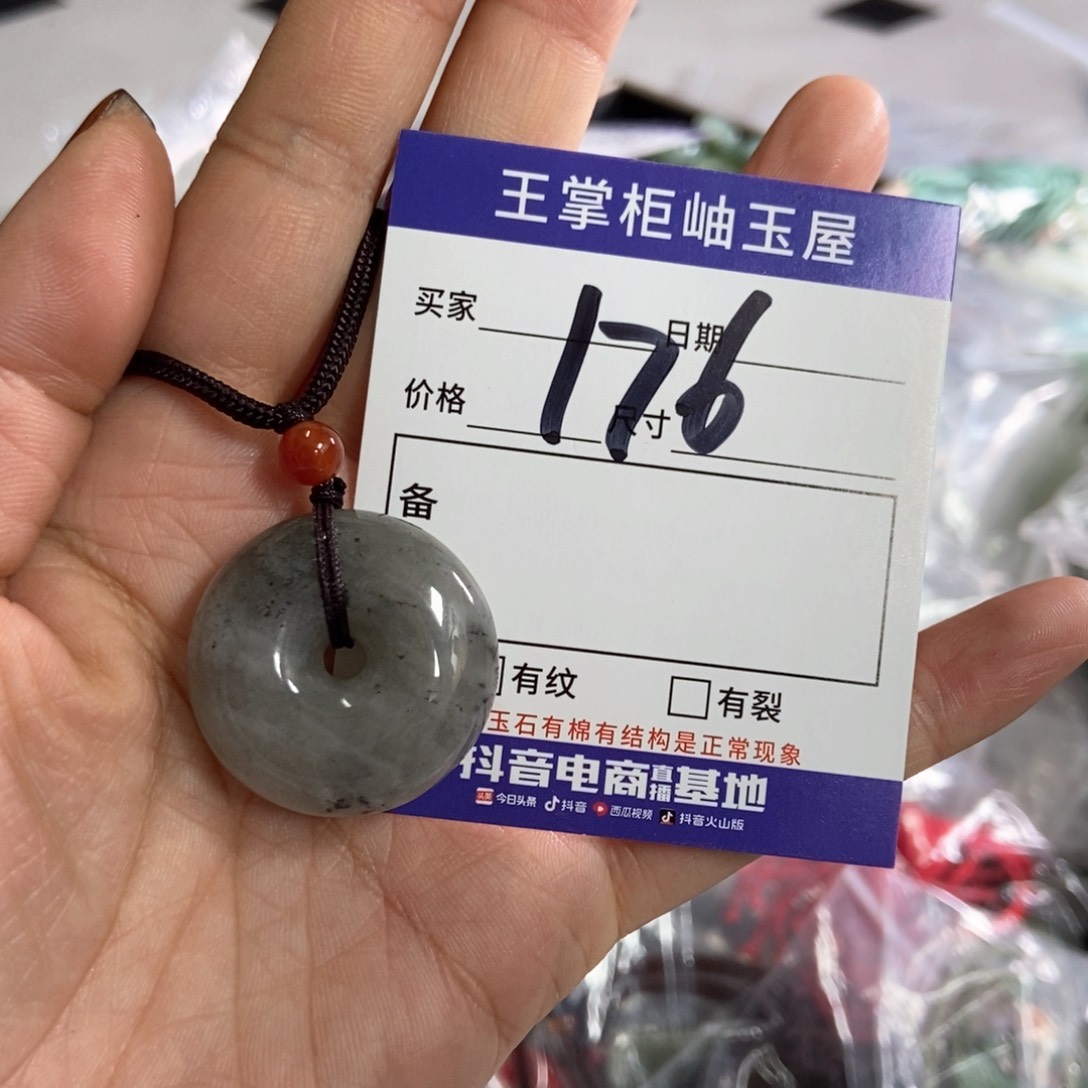 王掌柜岫玉屋
176
买家 日期
价格 尺寸
备
有纹 有裂
玉石有棉有结构是正常现象
抖音电商直播基地
头条 今日头条 抖音 西瓜视频 抖音火山版